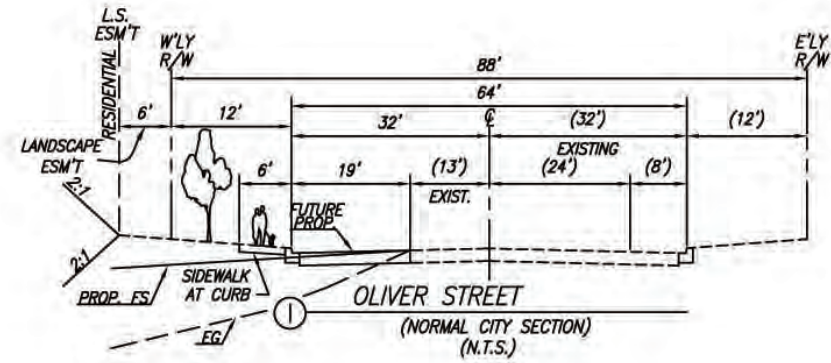 L.S.
ESM'T
W'LY
R/W
E'LY
R/W
RESIDENTIAL
88'
64'
6'
12'
32'
℄
(32')
(12')
LANDSCAPE
ESM'T
EXISTING
6'
19'
(13')
(24')
(8')
EXIST.
2:1
FUTURE
PROP.
2:1
PROP. FS
SIDEWALK
AT CURB
EG
1
OLIVER STREET
(NORMAL CITY SECTION)
(N.T.S.)